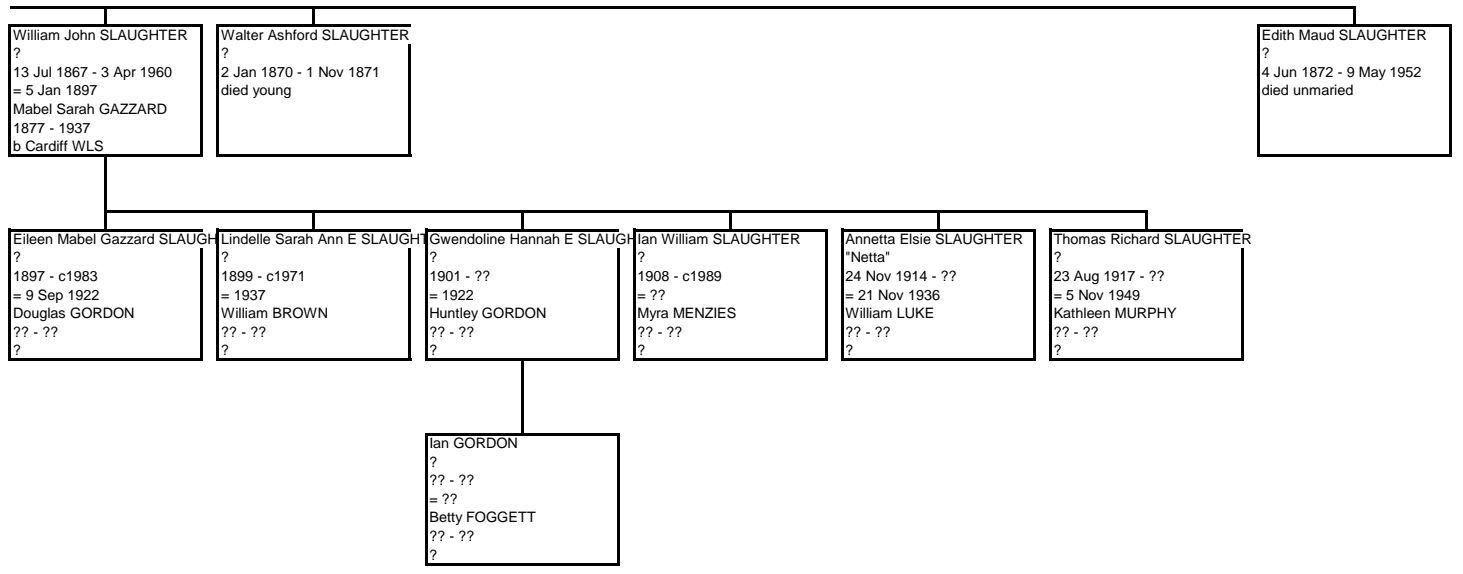 William John SLAUGHTER
?
13 Jul 1867 - 3 Apr 1960
= 5 Jan 1897
Mabel Sarah GAZZARD
1877 - 1937
b Cardiff WLS
Walter Ashford SLAUGHTER
?
2 Jan 1870 - 1 Nov 1871
died young
Edith Maud SLAUGHTER
?
4 Jun 1872 - 9 May 1952
died unmaried
Eileen Mabel Gazzard SLAUGH
?
1897 - c1983
= 9 Sep 1922
Douglas GORDON
?? - ??
?
Lindelle Sarah Ann E SLAUGHT
?
1899 - c1971
= 1937
William BROWN
?? - ??
?
Gwendoline Hannah E SLAUGH
?
1901 - ??
= 1922
Huntley GORDON
?? - ??
?
Ian William SLAUGHTER
?
1908 - c1989
= ??
Myra MENZIES
?? - ??
?
Annetta Elsie SLAUGHTER
"Netta"
24 Nov 1914 - ??
= 21 Nov 1936
William LUKE
?? - ??
?
Thomas Richard SLAUGHTER
?
23 Aug 1917 - ??
= 5 Nov 1949
Kathleen MURPHY
?? - ??
?
Ian GORDON
?
?? - ??
= ??
Betty FOGGETT
?? - ??
?